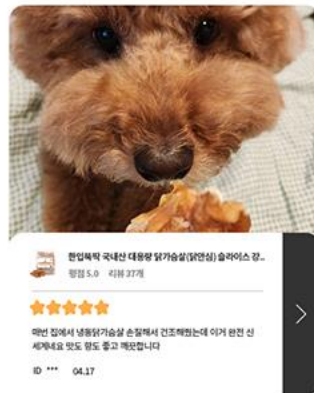 한입뚝딱 국내산 대용량 닭가슴살(닭안심) 슬라이스 강..
평점 5.0 리뷰 37개
매번 집에서 냉동닭가슴살 손질해서 건조해줬는데 이거 완전 신
세계네요 맛도 향도 좋고 깨끗합니다
ID *** 04.17